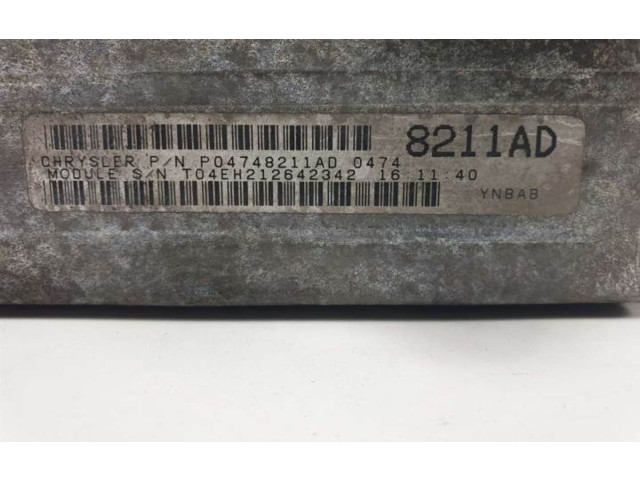 8211AD
CHRYSLER P/N P04748211AD 0474
MODULE S/N T04EH212642342 16:11:40
YNBAB